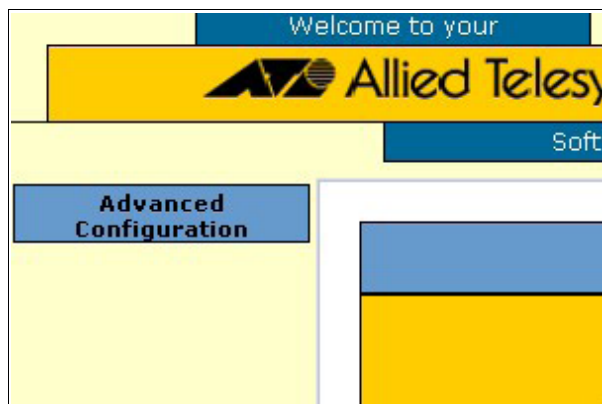 Welcome to your
Allied Telesy
Soft
Advanced
Configuration